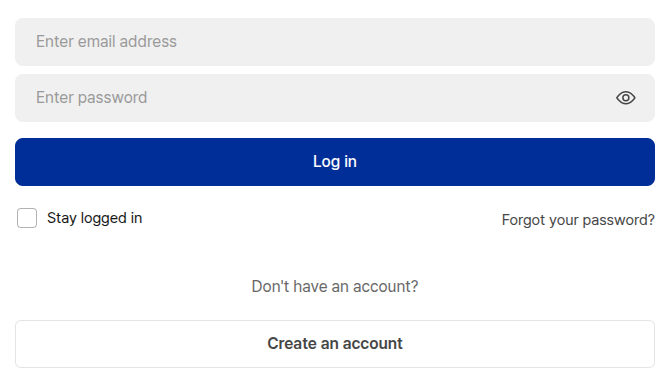 Enter email address
Enter password
Log in
Stay logged in
Forgot your password?
Don't have an account?
Create an account